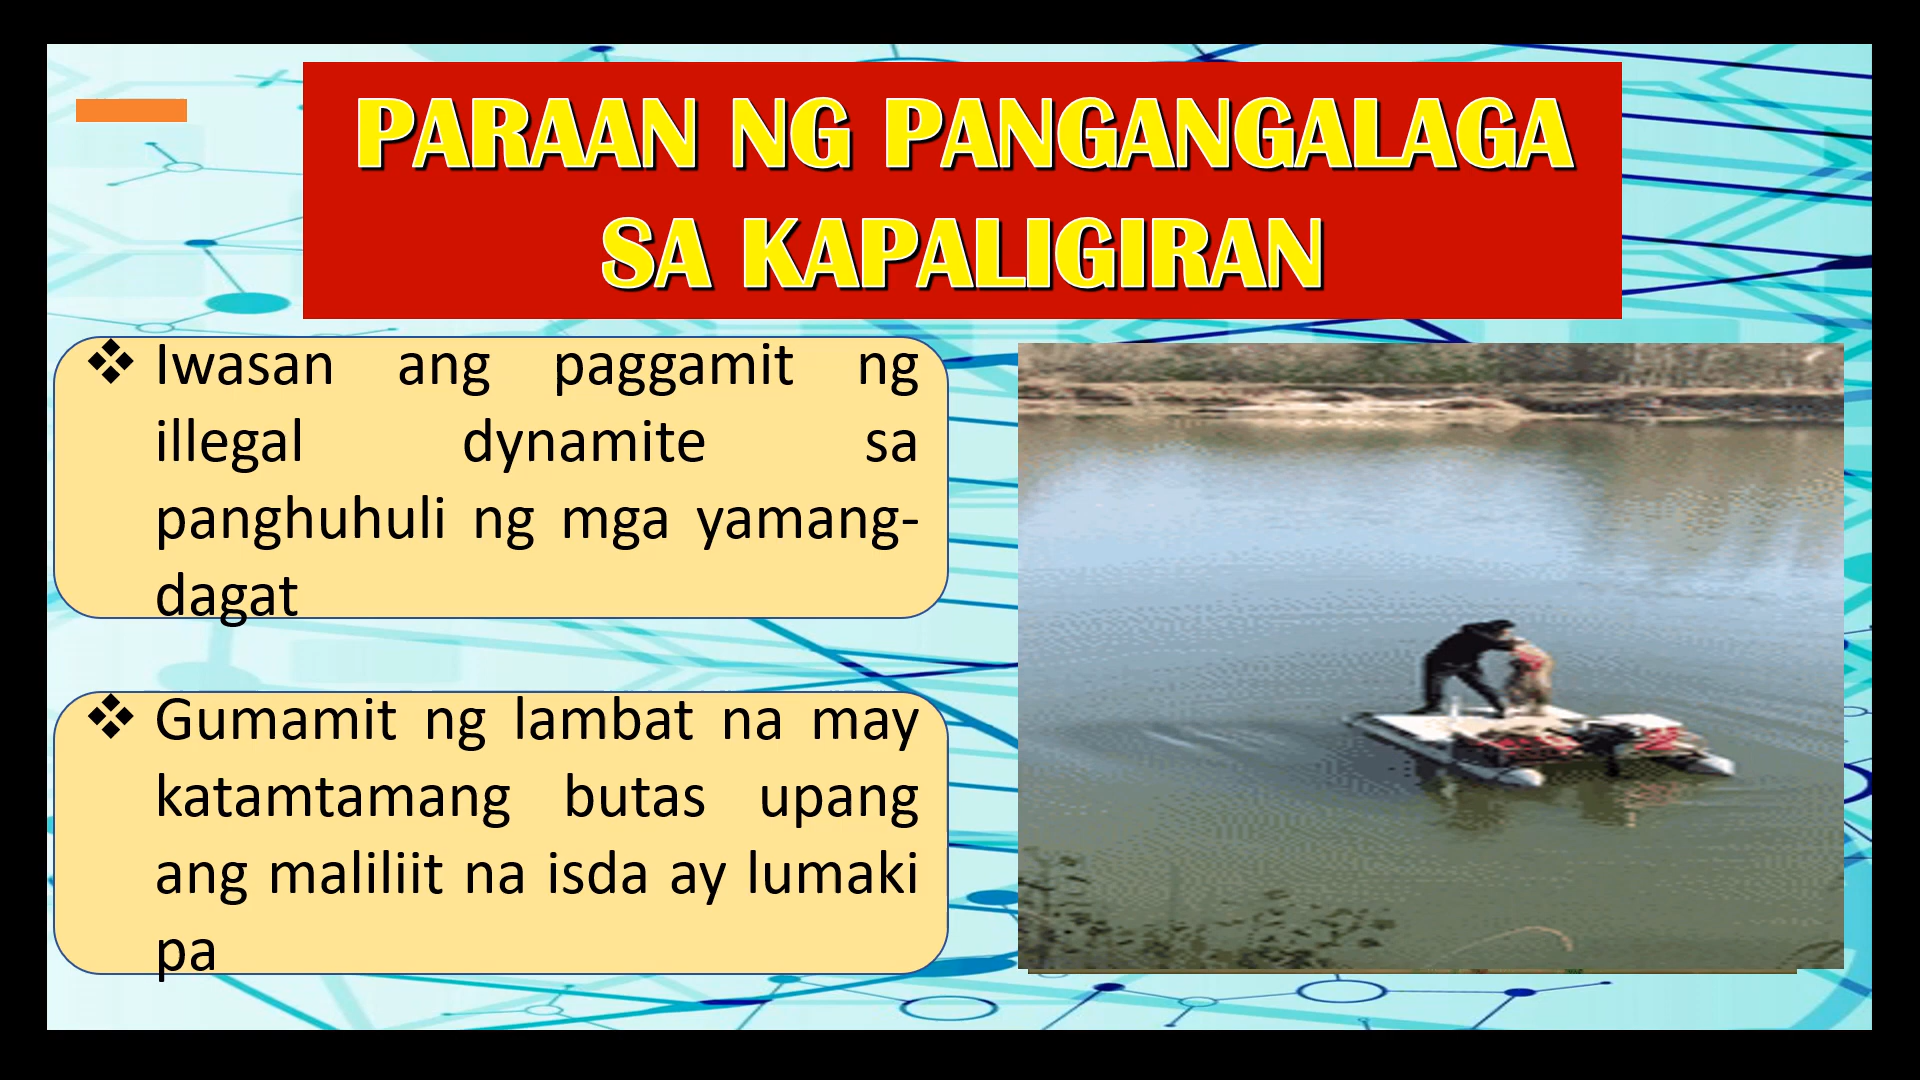 PARAAN NG PANGANGALAGA
SA KAPALIGIRAN
❖ Iwasan ang paggamit ng
illegal dynamite sa
panghuhuli ng mga yamang-
dagat
❖ Gumamit ng lambat na may
katamtamang butas upang
ang maliliit na isda ay lumaki
pa